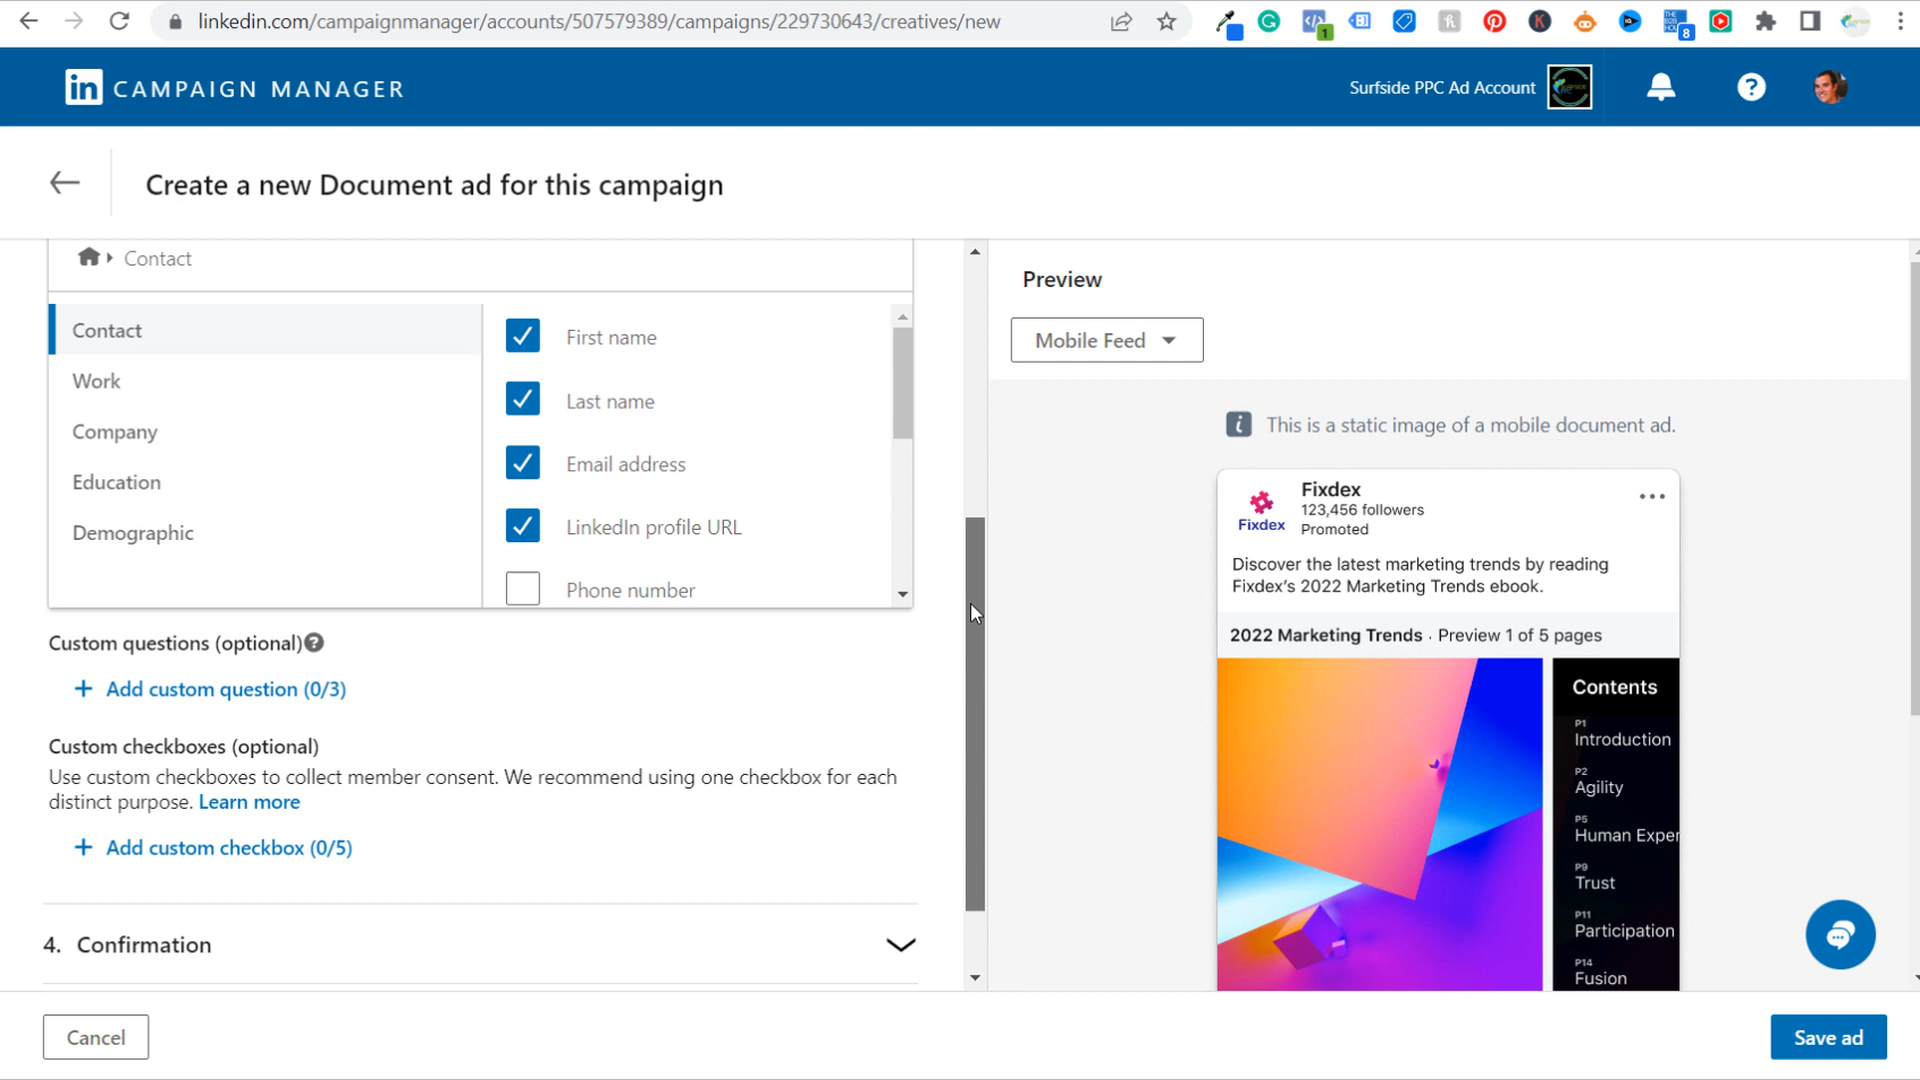 linkedin.com/campaignmanager/accounts/507579389/campaigns/229730643/creatives/new
1
8
in CAMPAIGN MANAGER
Surfside PPC Ad Account
Create a new Document ad for this campaign
Contact
Contact
Work
Company
Education
Demographic
First name
Last name
Email address
LinkedIn profile URL
Phone number
Custom questions (optional)
+ Add custom question (0/3)
Custom checkboxes (optional)
Use custom checkboxes to collect member consent. We recommend using one checkbox for each
distinct purpose. Learn more
+ Add custom checkbox (0/5)
4. Confirmation
Preview
Mobile Feed
This is a static image of a mobile document ad.
Fixdex
Fixdex
123,456 followers
Promoted
Discover the latest marketing trends by reading
Fixdex's 2022 Marketing Trends ebook.
2022 Marketing Trends · Preview 1 of 5 pages
Contents
P1
Introduction
P2
Agility
P5
Human Exper
P9
Trust
P11
Participation
P14
Fusion
Cancel
Save ad